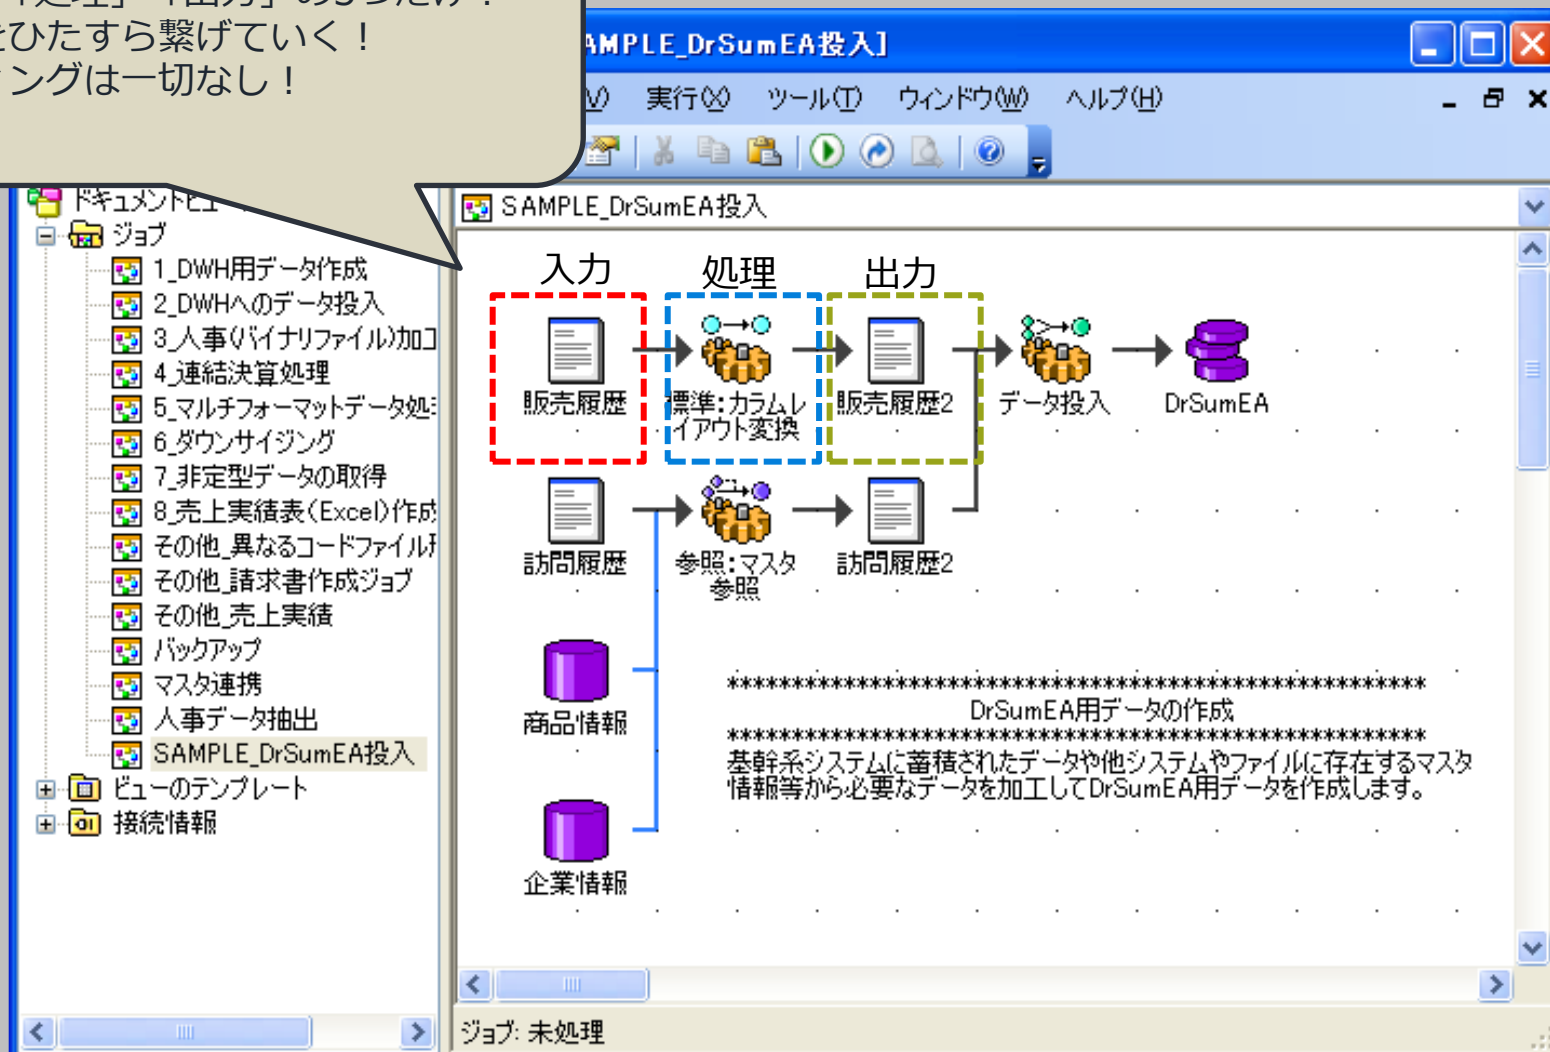 「処理」「出力」の3つだけ！
をひたすら繋げていく！
ィングは一切なし！
AMPLE_DrSumEA投入]
(V) 実行(X) ツール(T) ウィンドウ(W) ヘルプ(H)
ドキュメントビュー
SAMPLE_DrSumEA投入
ジョブ
1_DWH用データ作成
2_DWHへのデータ投入
3_人事(バイナリファイル)加工
4_連結決算処理
5_マルチフォーマットデータ処
6_ダウンサイジング
7_非定型データの取得
8_売上実績表(Excel)作成
その他_異なるコードファイル
その他_請求書作成ジョブ
その他_売上実績
バックアップ
マスタ連携
人事データ抽出
SAMPLE_DrSumEA投入
ビューのテンプレート
接続情報
入力 処理 出力
販売履歴
標準:カラムレ
イアウト変換
販売履歴2
データ投入
DrSumEA
訪問履歴
参照:マスタ
参照
訪問履歴2
商品情報
企業情報
******************************************************
DrSumEA用データの作成
******************************************************
基幹系システムに蓄積されたデータや他システムやファイルに存在するマスタ
情報等から必要なデータを加工してDrSumEA用データを作成します。
ジョブ: 未処理